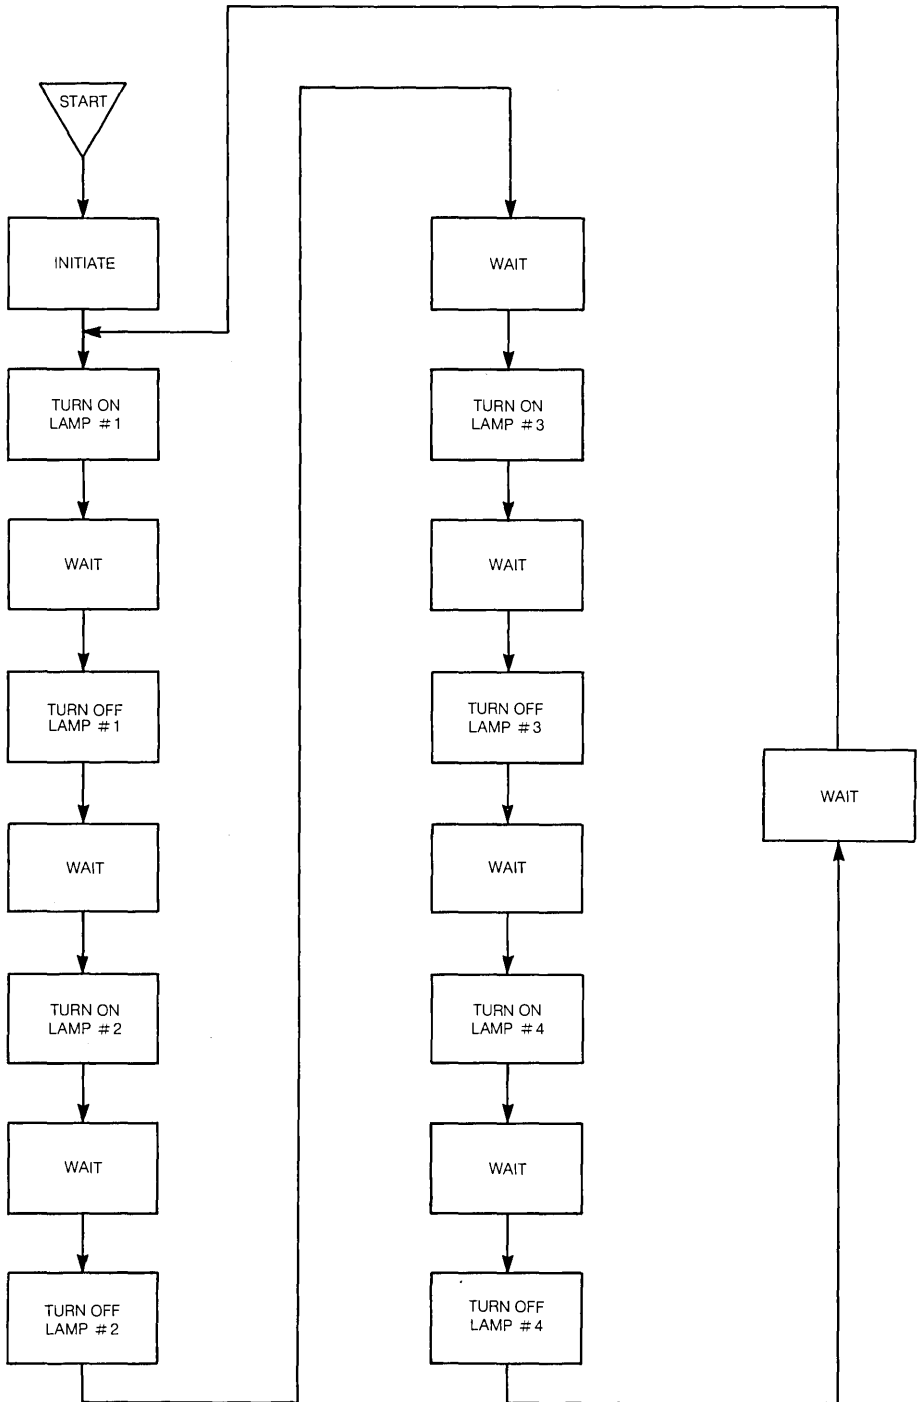 START
INITIATE
TURN ON
LAMP #1
WAIT
TURN OFF
LAMP #1
WAIT
TURN ON
LAMP #2
WAIT
TURN OFF
LAMP #2
WAIT
TURN ON
LAMP #3
WAIT
TURN OFF
LAMP #3
WAIT
TURN ON
LAMP #4
WAIT
TURN OFF
LAMP #4
WAIT